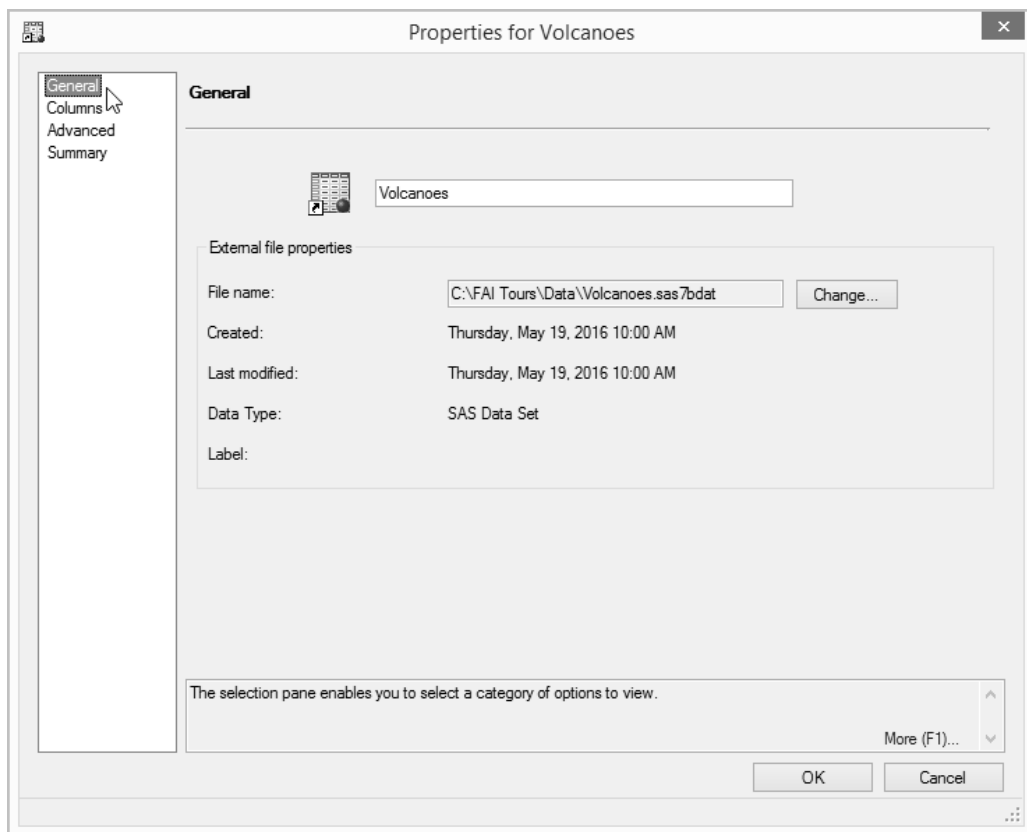 Properties for Volcanoes
General
Columns
Advanced
Summary
General
Volcanoes
External file properties
File name: C:\FAI Tours\Data\Volcanoes.sas7bdat Change...
Created: Thursday, May 19, 2016 10:00 AM
Last modified: Thursday, May 19, 2016 10:00 AM
Data Type: SAS Data Set
Label:
The selection pane enables you to select a category of options to view.
More (F1)...
OK Cancel